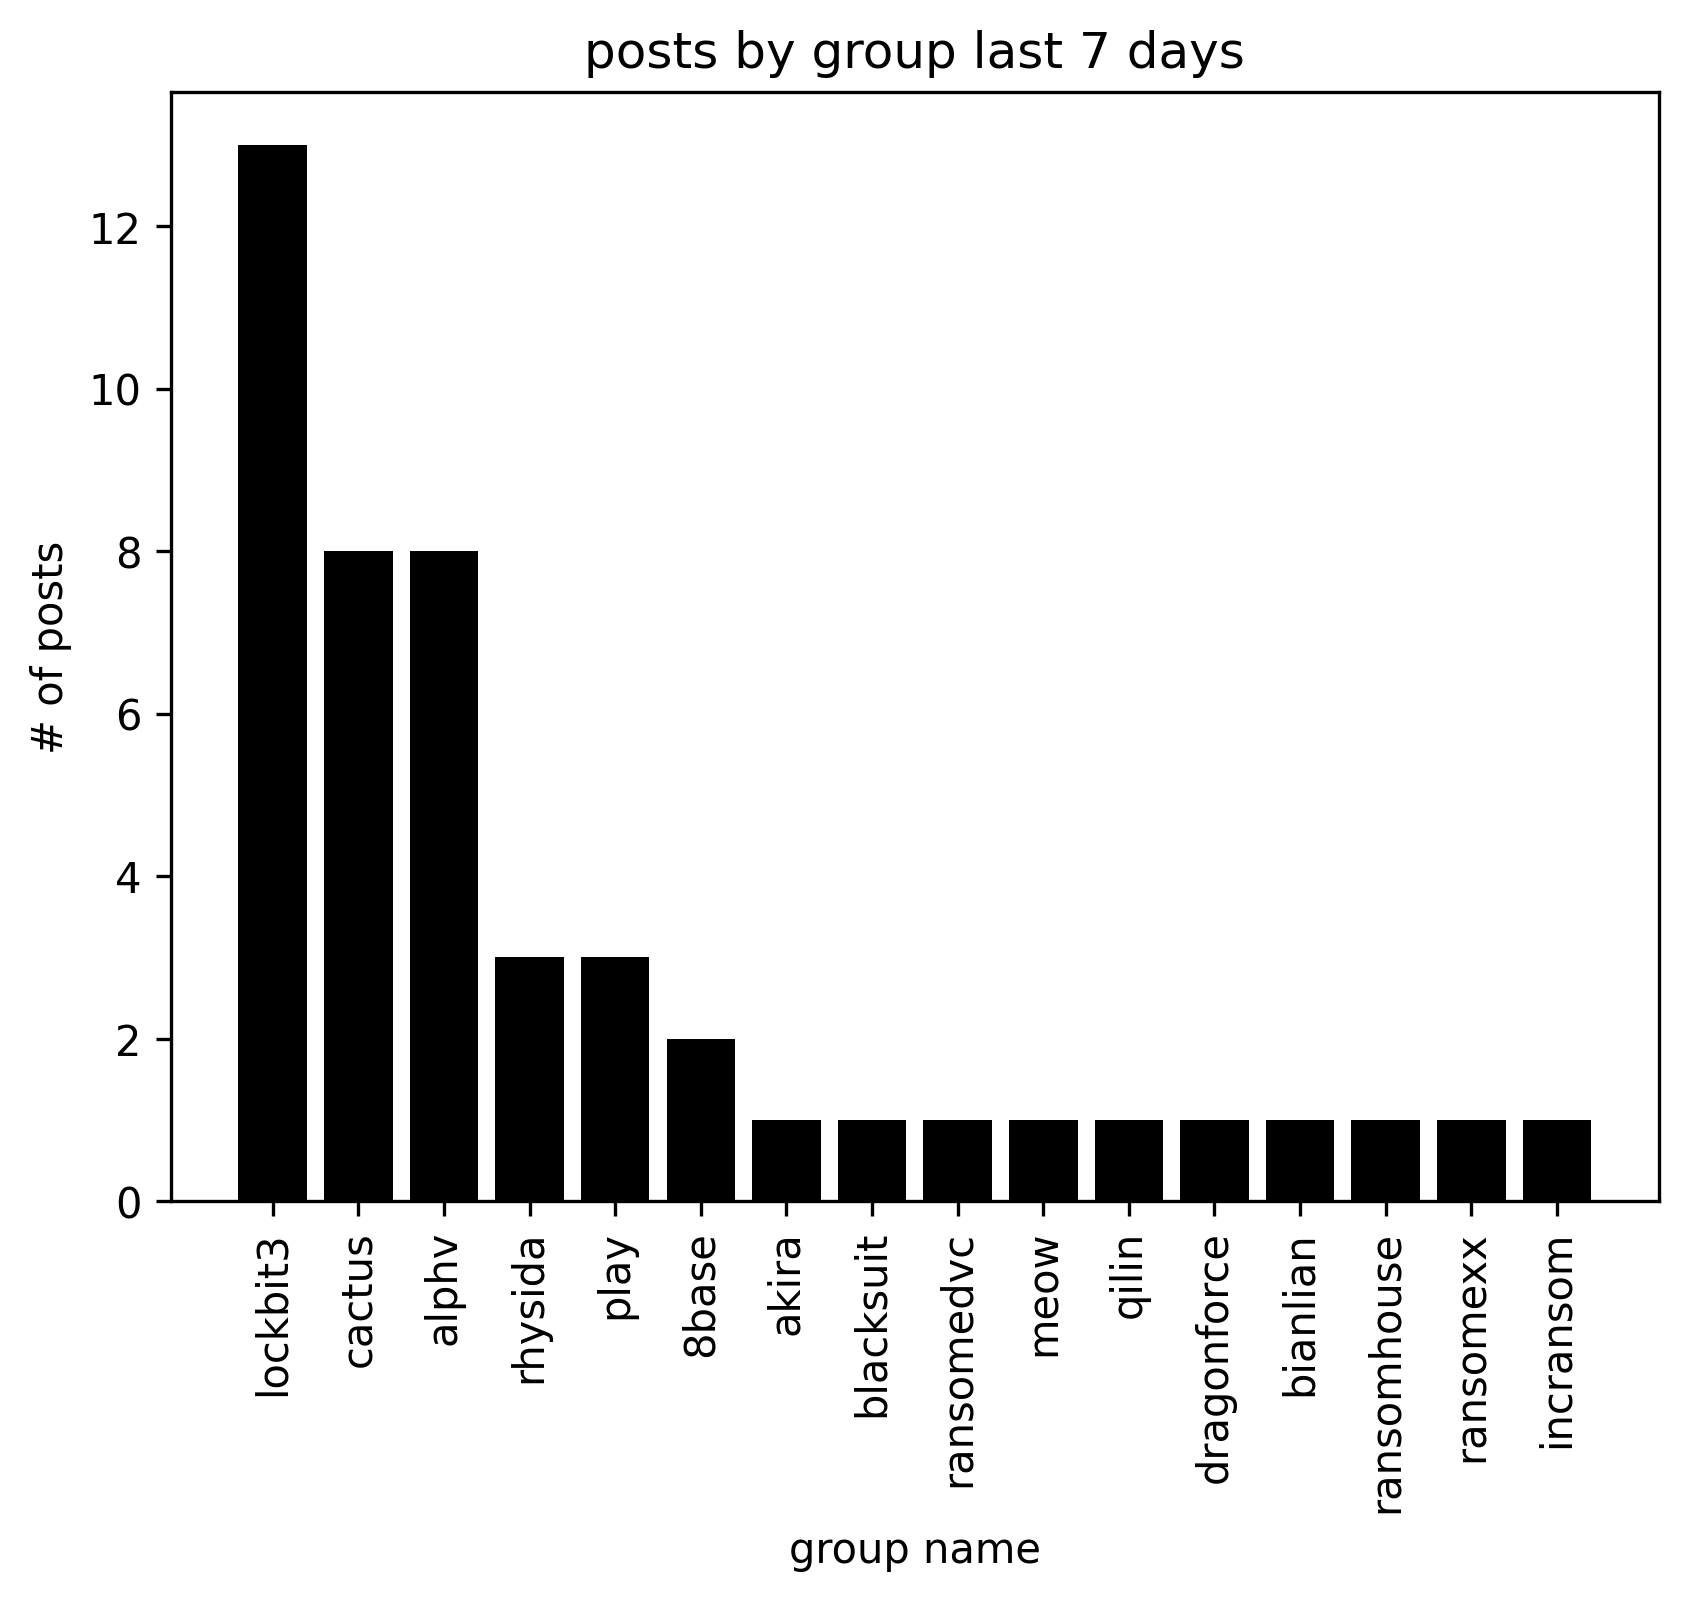 posts by group last 7 days
# of posts
12
10
8
6
4
2
0
lockbit3
cactus
alphv
rhysida
play
8base
akira
blacksuit
ransomedvc
meow
qilin
dragonforce
bianlian
ransomhouse
ransomexx
incransom
group name